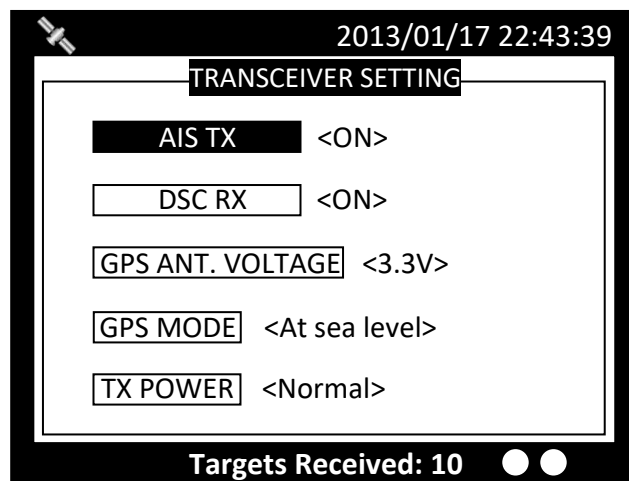 2013/01/17 22:43:39
TRANSCEIVER SETTING
AIS TX <ON>
DSC RX <ON>
GPS ANT. VOLTAGE <3.3V>
GPS MODE <At sea level>
TX POWER <Normal>
Targets Received: 10